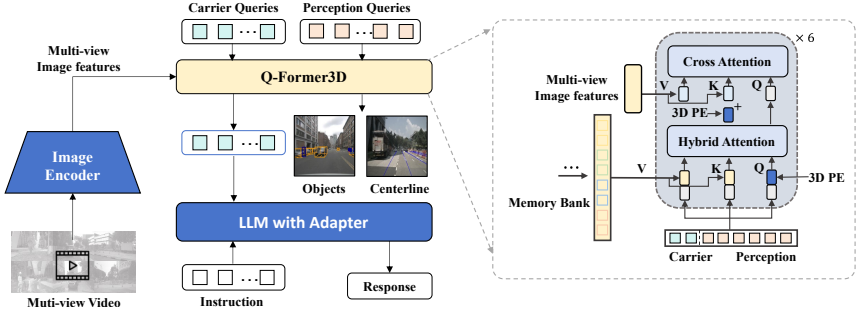 Carrier Queries
Perception Queries
Multi-view
Image features
Q-Former3D
Image
Encoder
Objects
Centerline
LLM with Adapter
Muti-view Video
Instruction
Response
× 6
Cross Attention
Multi-view
Image features
V
K
Q
3D PE
+
Hybrid Attention
...
V
K
Q
3D PE
Memory Bank
Carrier
Perception